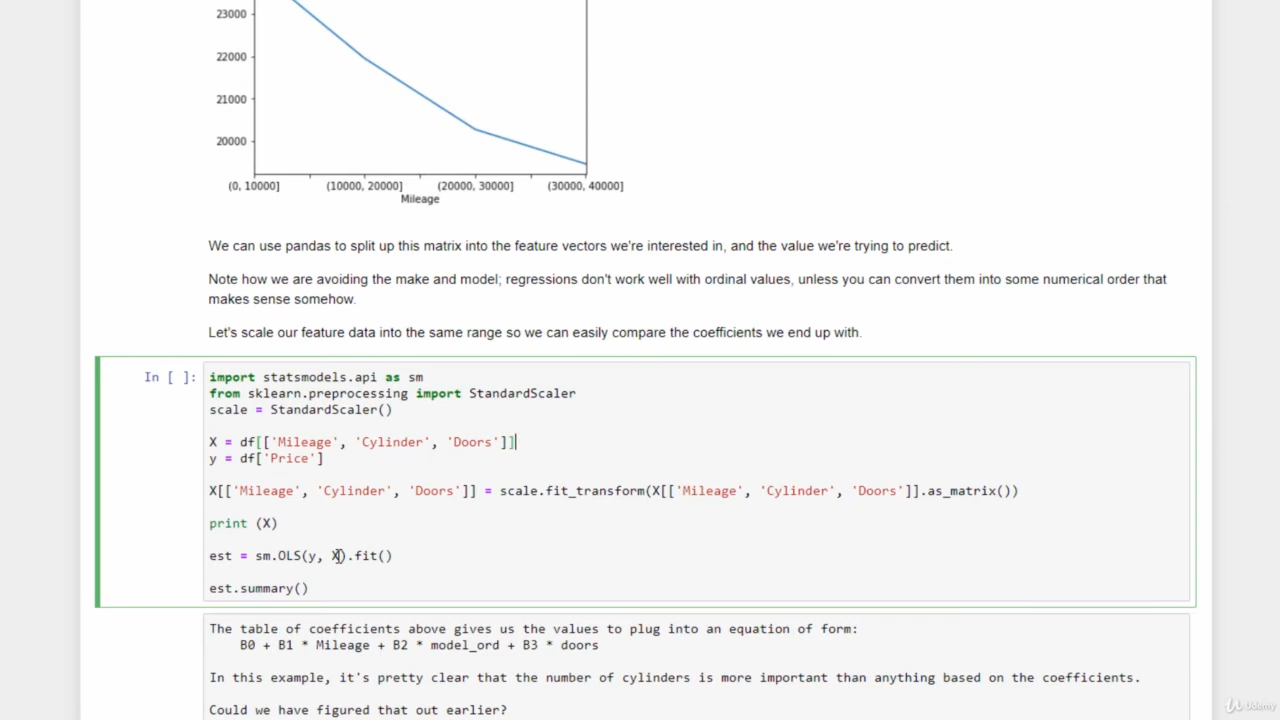 23000
22000
21000
20000
(0, 10000]
(10000, 20000]
(20000, 30000]
(30000, 40000]
Mileage
We can use pandas to split up this matrix into the feature vectors we're interested in, and the value we're trying to predict.
Note how we are avoiding the make and model; regressions don't work well with ordinal values, unless you can convert them into some numerical order that
makes sense somehow.
Let's scale our feature data into the same range so we can easily compare the coefficients we end up with.
In [ ]:
import statsmodels.api as sm
from sklearn.preprocessing import StandardScaler
scale = StandardScaler()
X = df[['Mileage', 'Cylinder', 'Doors']]
y = df['Price']
X[['Mileage', 'Cylinder', 'Doors']] = scale.fit_transform(X[['Mileage', 'Cylinder', 'Doors']].as_matrix())
print (X)
est = sm.OLS(y, X).fit()
est.summary()
The table of coefficients above gives us the values to plug into an equation of form:
B0 + B1 * Mileage + B2 * model_ord + B3 * doors
In this example, it's pretty clear that the number of cylinders is more important than anything based on the coefficients.
Could we have figured that out earlier?
Udemy